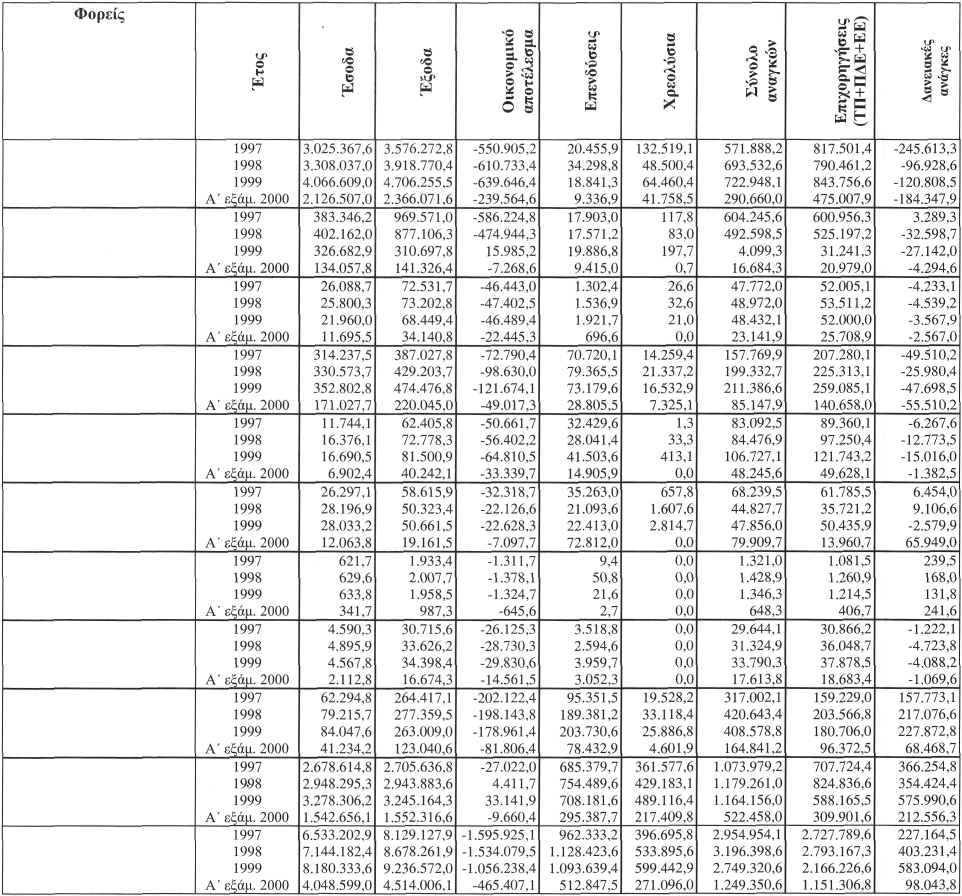 Φορείς Έτος Έσοδα Έξοδα Οικονομικό αποτέλεσμα Επενδύσεις Χρεολύσια Σύνολο αναγκών Επιχορηγήσεις (ΤΠ+ΠΔΕ+ΕΕ) Δανειακές ανάγκες
1997 3.025.367,6 3.576.272,8 -550.905,2 20.455,9 132.519,1 571.888,2 817.501,4 -245.613,3
1998 3.308.037,0 3.918.770,4 -610.733,4 34.298,8 48.500,4 693.532,6 790.461,2 -96.928,6
1999 4.066.609,0 4.706.255,5 -639.646,4 18.841,3 64.460,4 722.948,1 843.756,6 -120.808,5
Α΄ εξάμ. 2000 2.126.507,0 2.366.071,6 -239.564,6 9.336,9 41.758,5 290.660,0 475.007,9 -184.347,9
1997 383.346,2 969.571,0 -586.224,8 17.903,0 117,8 604.245,6 600.956,3 3.289,3
1998 402.162,0 877.106,3 -474.944,3 17.571,2 83,0 492.598,5 525.197,2 -32.598,7
1999 326.682,9 310.697,8 15.985,2 19.886,8 197,7 4.099,3 31.241,3 -27.142,0
Α΄ εξάμ. 2000 134.057,8 141.326,4 -7.268,6 9.415,0 0,7 16.684,3 20.979,0 -4.294,6
1997 26.088,7 72.531,7 -46.443,0 1.302,4 26,6 47.772,0 52.005,1 -4.233,1
1998 25.800,3 73.202,8 -47.402,5 1.536,9 32,6 48.972,0 53.511,2 -4.539,2
1999 21.960,0 68.449,4 -46.489,4 1.921,7 21,0 48.432,1 52.000,0 -3.567,9
Α΄ εξάμ. 2000 11.695,5 34.140,8 -22.445,3 696,6 0,0 23.141,9 25.708,9 -2.567,0
1997 314.237,5 387.027,8 -72.790,4 70.720,1 14.259,4 157.769,9 207.280,1 -49.510,2
1998 330.573,7 429.203,7 -98.630,0 79.365,5 21.337,2 199.332,7 225.313,1 -25.980,4
1999 352.802,8 474.476,8 -121.674,1 73.179,6 16.532,9 211.386,6 259.085,1 -47.698,5
Α΄ εξάμ. 2000 171.027,7 220.045,0 -49.017,3 28.805,5 7.325,1 85.147,9 140.658,0 -55.510,2
1997 11.744,1 62.405,8 -50.661,7 32.429,6 1,3 83.092,5 89.360,1 -6.267,6
1998 16.376,1 72.778,3 -56.402,2 28.041,4 33,3 84.476,9 97.250,4 -12.773,5
1999 16.690,5 81.500,9 -64.810,5 41.503,6 413,1 106.727,1 121.743,2 -15.016,0
Α΄ εξάμ. 2000 6.902,4 40.242,1 -33.339,7 14.905,9 0,0 48.245,6 49.628,1 -1.382,5
1997 26.297,1 58.615,9 -32.318,7 35.263,0 657,8 68.239,5 61.785,5 6.454,0
1998 28.196,9 50.323,4 -22.126,6 21.093,6 1.607,6 44.827,7 35.721,2 9.106,6
1999 28.033,2 50.661,5 -22.628,3 22.413,0 2.814,7 47.856,0 50.435,9 -2.579,9
Α΄ εξάμ. 2000 12.063,8 19.161,5 -7.097,7 72.812,0 0,0 79.909,7 13.960,7 65.949,0
1997 621,7 1.933,4 -1.311,7 9,4 0,0 1.321,0 1.081,5 239,5
1998 629,6 2.007,7 -1.378,1 50,8 0,0 1.428,9 1.260,9 168,0
1999 633,8 1.958,5 -1.324,7 21,6 0,0 1.346,3 1.214,5 131,8
Α΄ εξάμ. 2000 341,7 987,3 -645,6 2,7 0,0 648,3 406,7 241,6
1997 4.590,3 30.715,6 -26.125,3 3.518,8 0,0 29.644,1 30.866,2 -1.222,1
1998 4.895,9 33.626,2 -28.730,3 2.594,6 0,0 31.324,9 36.048,7 -4.723,8
1999 4.567,8 34.398,4 -29.830,6 3.959,7 0,0 33.790,3 37.878,5 -4.088,2
Α΄ εξάμ. 2000 2.112,8 16.674,3 -14.561,5 3.052,3 0,0 17.613,8 18.683,4 -1.069,6
1997 62.294,8 264.417,1 -202.122,4 95.351,5 19.528,2 317.002,1 159.229,0 157.773,1
1998 79.215,7 277.359,5 -198.143,8 189.381,2 33.118,4 420.643,4 203.566,8 217.076,6
1999 84.047,6 263.009,0 -178.961,4 203.730,6 25.886,8 408.578,8 180.706,0 227.872,8
Α΄ εξάμ. 2000 41.234,2 123.040,6 -81.806,4 78.432,9 4.601,9 164.841,2 96.372,5 68.468,7
1997 2.678.614,8 2.705.636,8 -27.022,0 685.379,7 361.577,6 1.073.979,2 707.724,4 366.254,8
1998 2.948.295,3 2.943.883,6 4.411,7 754.489,6 429.183,1 1.179.261,0 824.836,6 354.424,4
1999 3.278.306,2 3.245.164,3 33.141,9 708.181,6 489.116,4 1.164.156,0 588.165,5 575.990,6
Α΄ εξάμ. 2000 1.542.656,1 1.552.316,6 -9.660,4 295.387,7 217.409,8 522.458,0 309.901,6 212.556,3
1997 6.533.202,9 8.129.127,9 -1.595.925,1 962.333,2 396.695,8 2.954.954,1 2.727.789,6 227.164,5
1998 7.144.182,4 8.678.261,9 -1.534.079,5 1.128.423,6 533.895,6 3.196.398,6 2.793.167,3 403.231,4
1999 8.180.333,6 9.236.572,0 -1.056.238,4 1.093.639,4 599.442,9 2.749.320,6 2.166.226,6 583.094,0
Α΄ εξάμ. 2000 4.048.599,0 4.514.006,1 -465.407,1 512.847,5 271.096,0 1.249.350,6 1.151.306,8 98.043,8